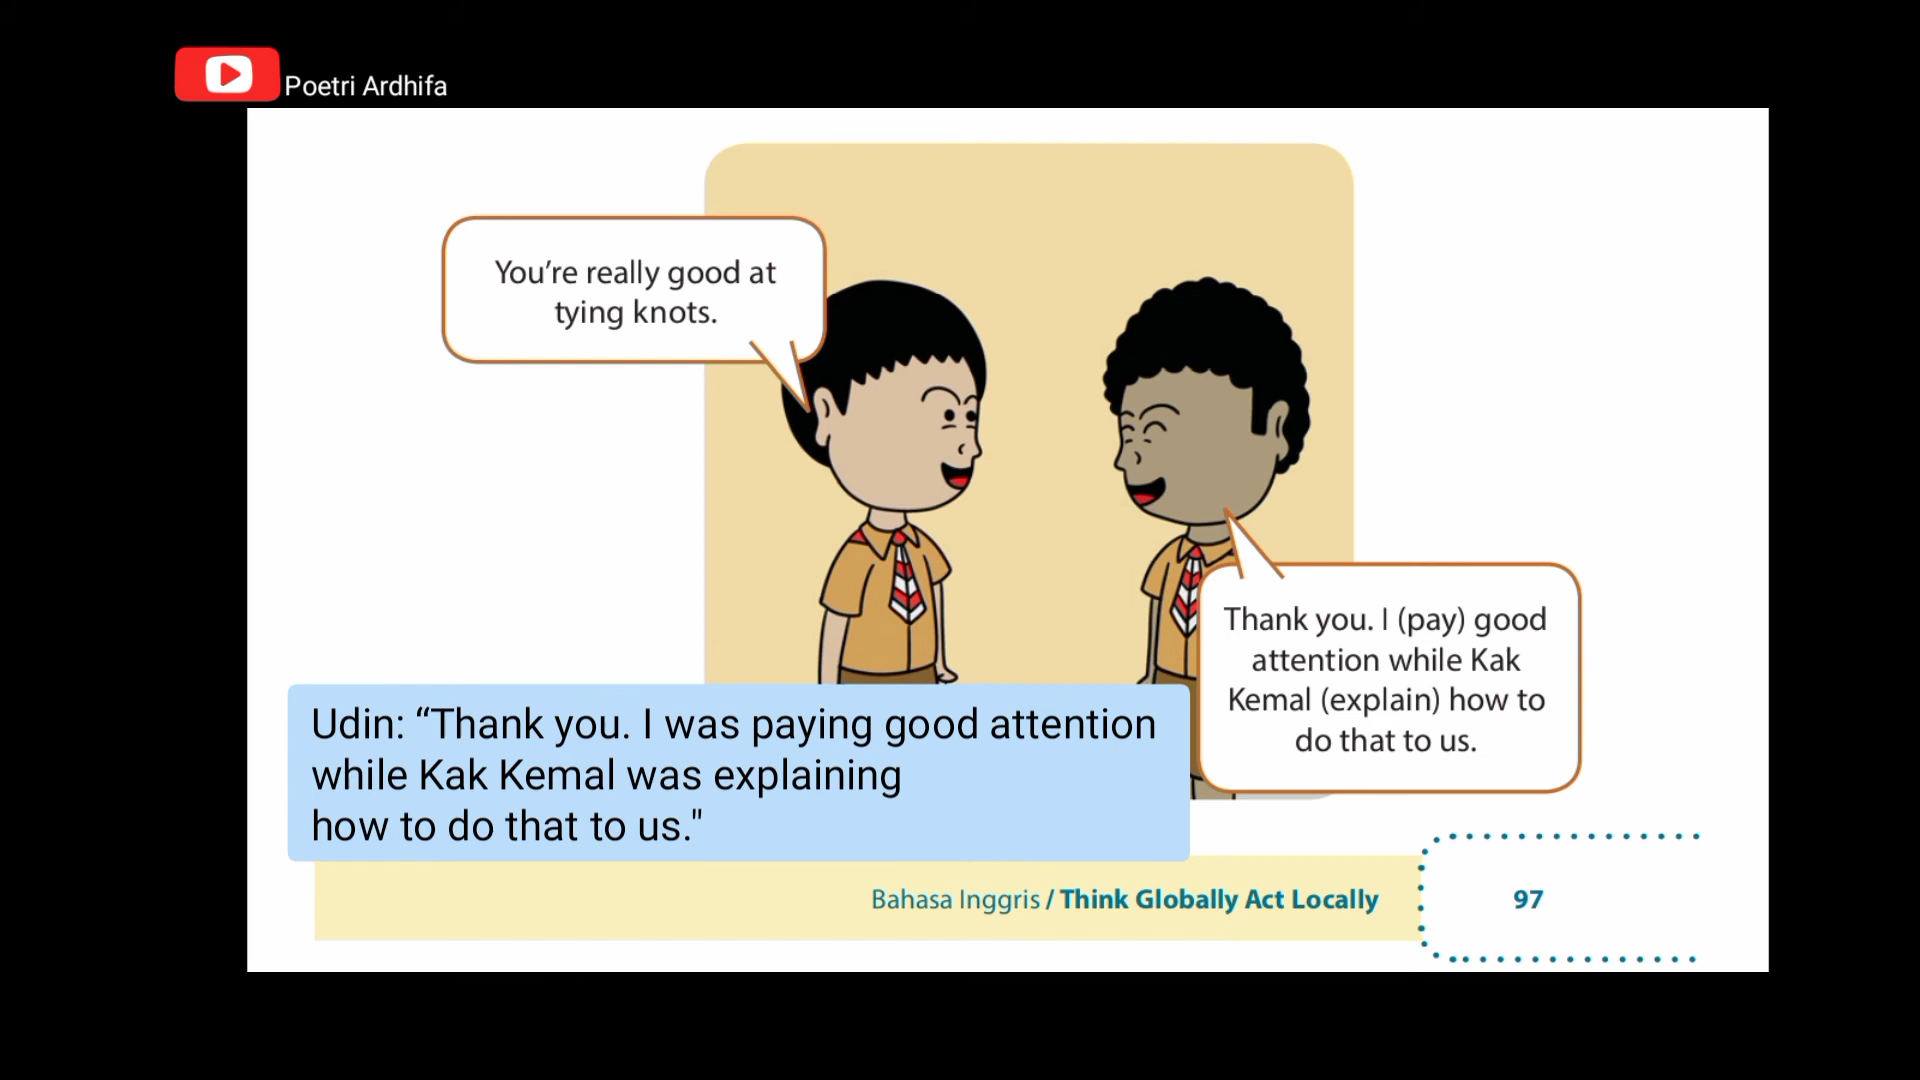 Poetri Ardhifa
You’re really good at
tying knots.
Thank you. I (pay) good
attention while Kak
Kemal (explain) how to
do that to us.
Udin: “Thank you. I was paying good attention
while Kak Kemal was explaining
how to do that to us."
Bahasa Inggris / Think Globally Act Locally
97